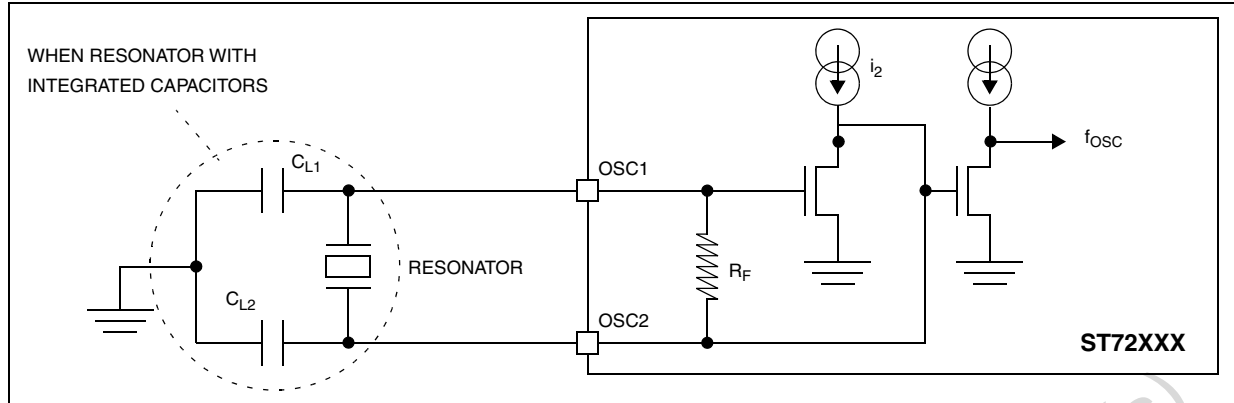 WHEN RESONATOR WITH
INTEGRATED CAPACITORS
i2
fOSC
CL1
OSC1
RESONATOR
RF
CL2
OSC2
ST72XXX